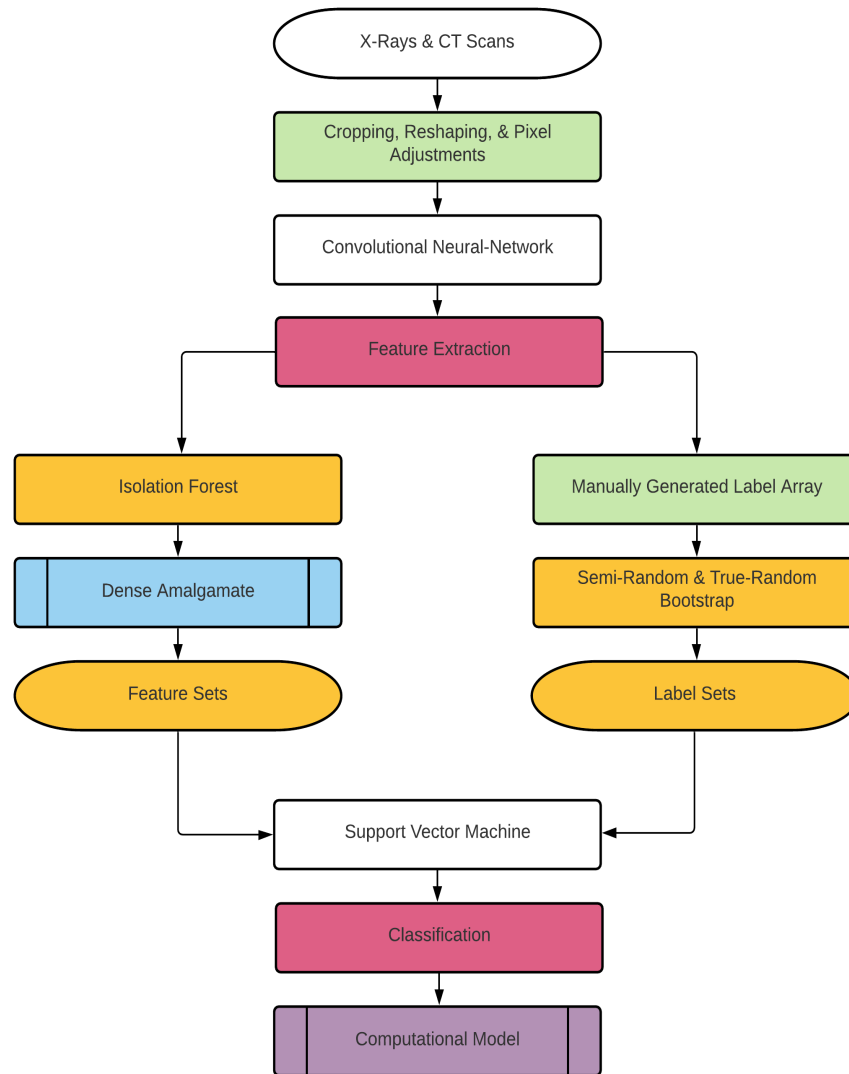 X-Rays & CT Scans
Cropping, Reshaping, & Pixel
Adjustments
Convolutional Neural-Network
Feature Extraction
Isolation Forest
Manually Generated Label Array
Dense Amalgamate
Semi-Random & True-Random
Bootstrap
Feature Sets
Label Sets
Support Vector Machine
Classification
Computational Model